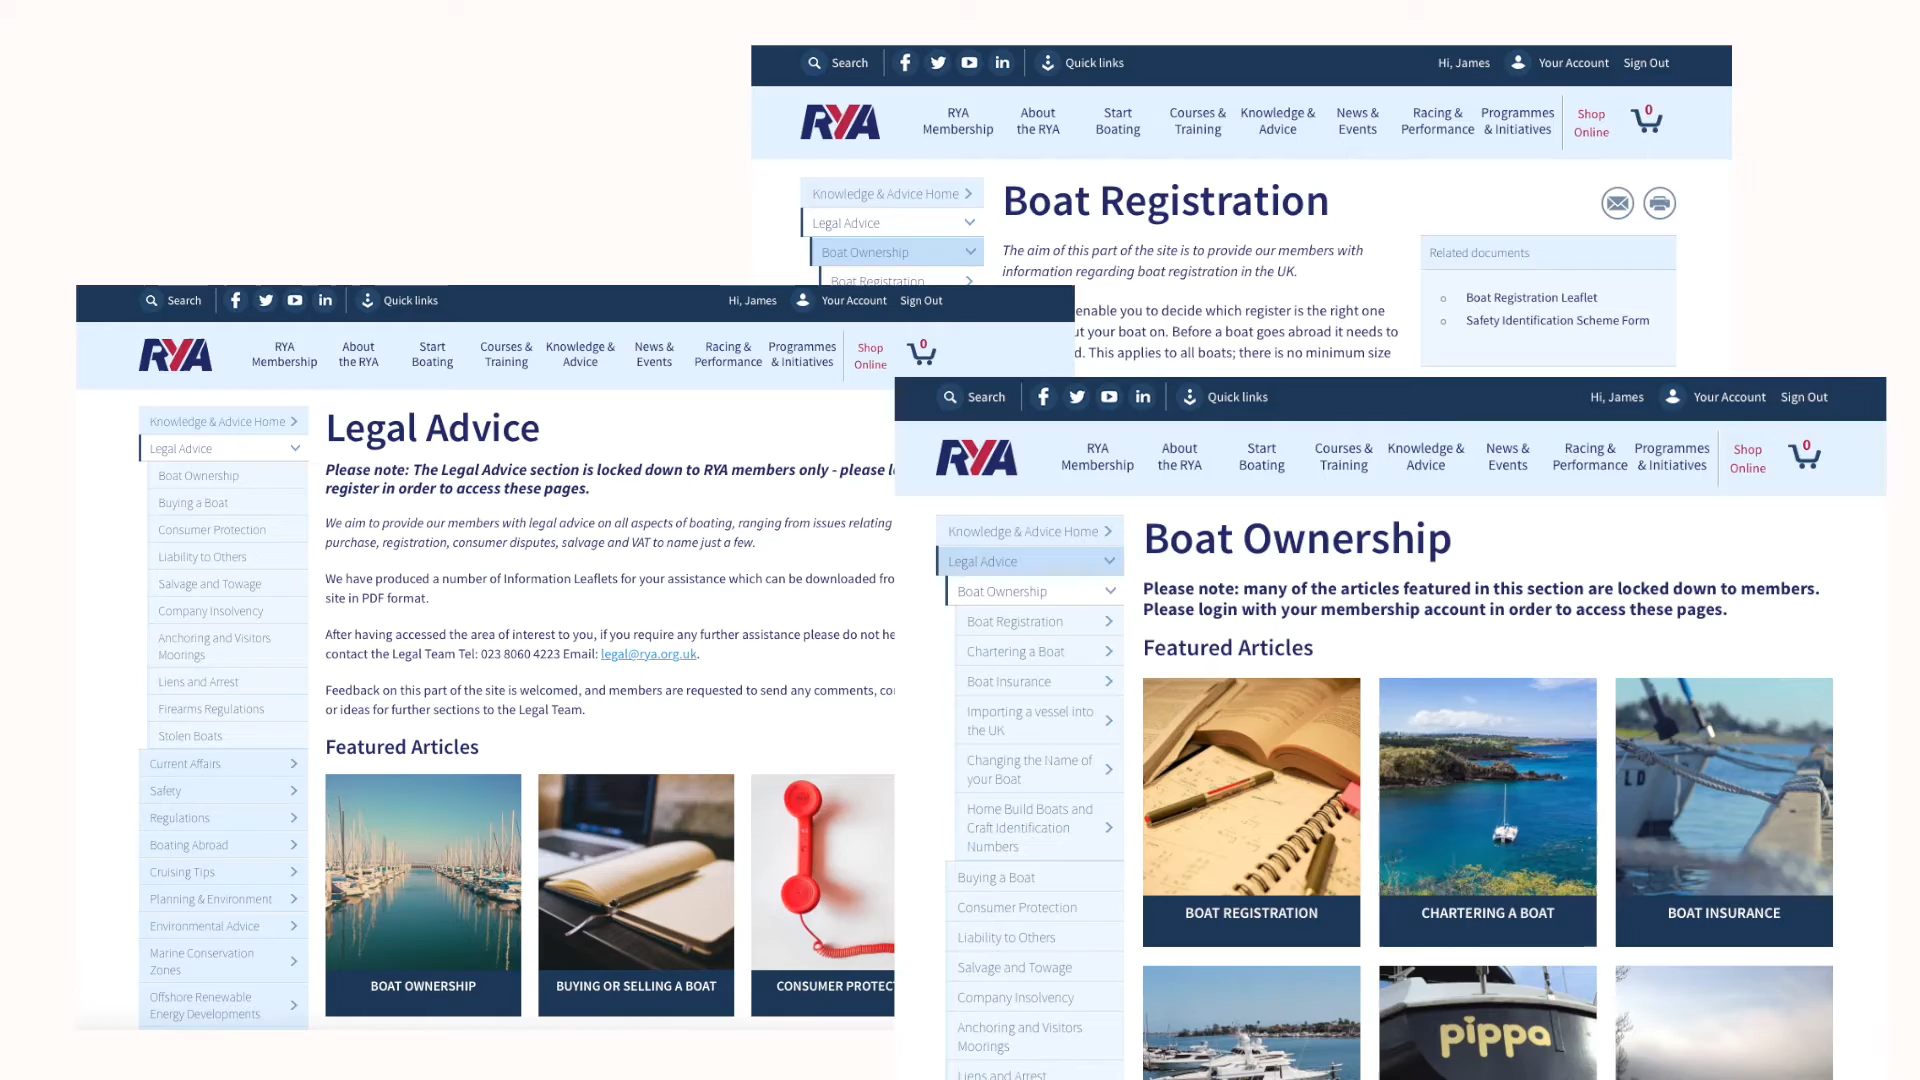 Search
Quick links
Hi, James
Your Account
Sign Out
RYA
RYA Membership
About the RYA
Start Boating
Courses & Training
Knowledge & Advice
News & Events
Racing & Performance
Programmes & Initiatives
Shop Online
0
Knowledge & Advice Home
Legal Advice
Boat Ownership
Boat Registration
Boat Registration
The aim of this part of the site is to provide our members with
information regarding boat registration in the UK.
enable you to decide which register is the right one
your boat on. Before a boat goes abroad it needs to
This applies to all boats; there is no minimum size
Related documents
Boat Registration Leaflet
Safety Identification Scheme Form
Search
Quick links
Hi, James
Your Account
Sign Out
RYA
RYA Membership
About the RYA
Start Boating
Courses & Training
Knowledge & Advice
News & Events
Racing & Performance
Programmes & Initiatives
Shop Online
0
Knowledge & Advice Home
Legal Advice
Boat Ownership
Buying a Boat
Consumer Protection
Liability to Others
Salvage and Towage
Company Insolvency
Anchoring and Visitors
Moorings
Liens and Arrest
Firearms Regulations
Stolen Boats
Current Affairs
Safety
Regulations
Boating Abroad
Cruising Tips
Planning & Environment
Environmental Advice
Marine Conservation
Zones
Offshore Renewable
Energy Developments
Legal Advice
Please note: The Legal Advice section is locked down to RYA members only - please
register in order to access these pages.
We aim to provide our members with legal advice on all aspects of boating, ranging from issues relating
purchase, registration, consumer disputes, salvage and VAT to name just a few.
We have produced a number of Information Leaflets for your assistance which can be downloaded
site in PDF format.
After having accessed the area of interest to you, if you require any further assistance please do not
contact the Legal Team Tel: 023 8060 4223 Email: legal@rya.org.uk.
Feedback on this part of the site is welcomed, and members are requested to send any comments,
or ideas for further sections to the Legal Team.
Featured Articles
BOAT OWNERSHIP
BUYING OR SELLING A BOAT
CONSUMER PROTECT
Search
Quick links
Hi, James
Your Account
Sign Out
RYA
RYA Membership
About the RYA
Start Boating
Courses & Training
Knowledge & Advice
News & Events
Racing & Performance
Programmes & Initiatives
Shop Online
0
Knowledge & Advice Home
Legal Advice
Boat Ownership
Boat Registration
Chartering a Boat
Boat Insurance
Importing a vessel into
the UK
Changing the Name of
your Boat
Home Build Boats and
Craft Identification
Numbers
Buying a Boat
Consumer Protection
Liability to Others
Salvage and Towage
Company Insolvency
Anchoring and Visitors
Moorings
Liens and Arrest
Boat Ownership
Please note: many of the articles featured in this section are locked down to members.
Please login with your membership account in order to access these pages.
Featured Articles
LD
BOAT REGISTRATION
CHARTERING A BOAT
BOAT INSURANCE
pippa